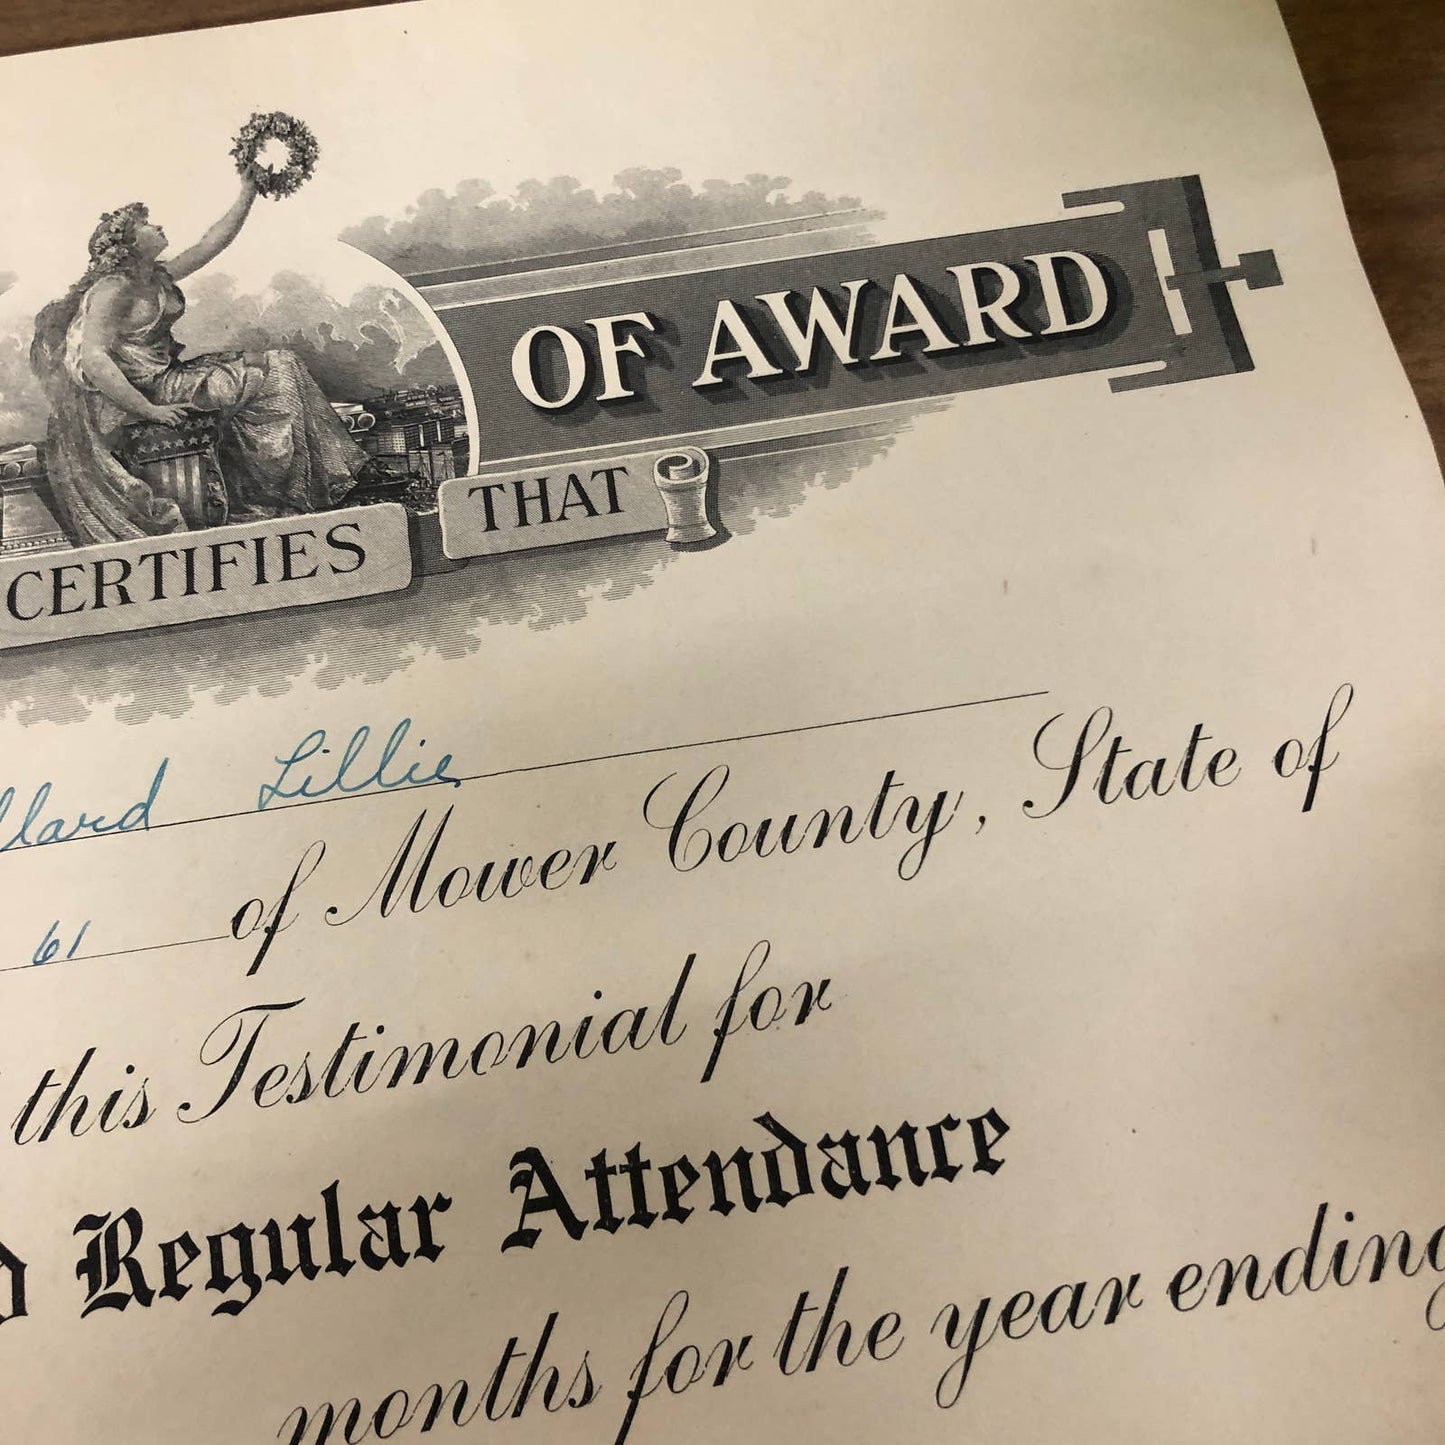 OF AWARD
CERTIFIES THAT
Lillie
61 of Mower County, State of
this Testimonial for
Regular Attendance
months for the year ending